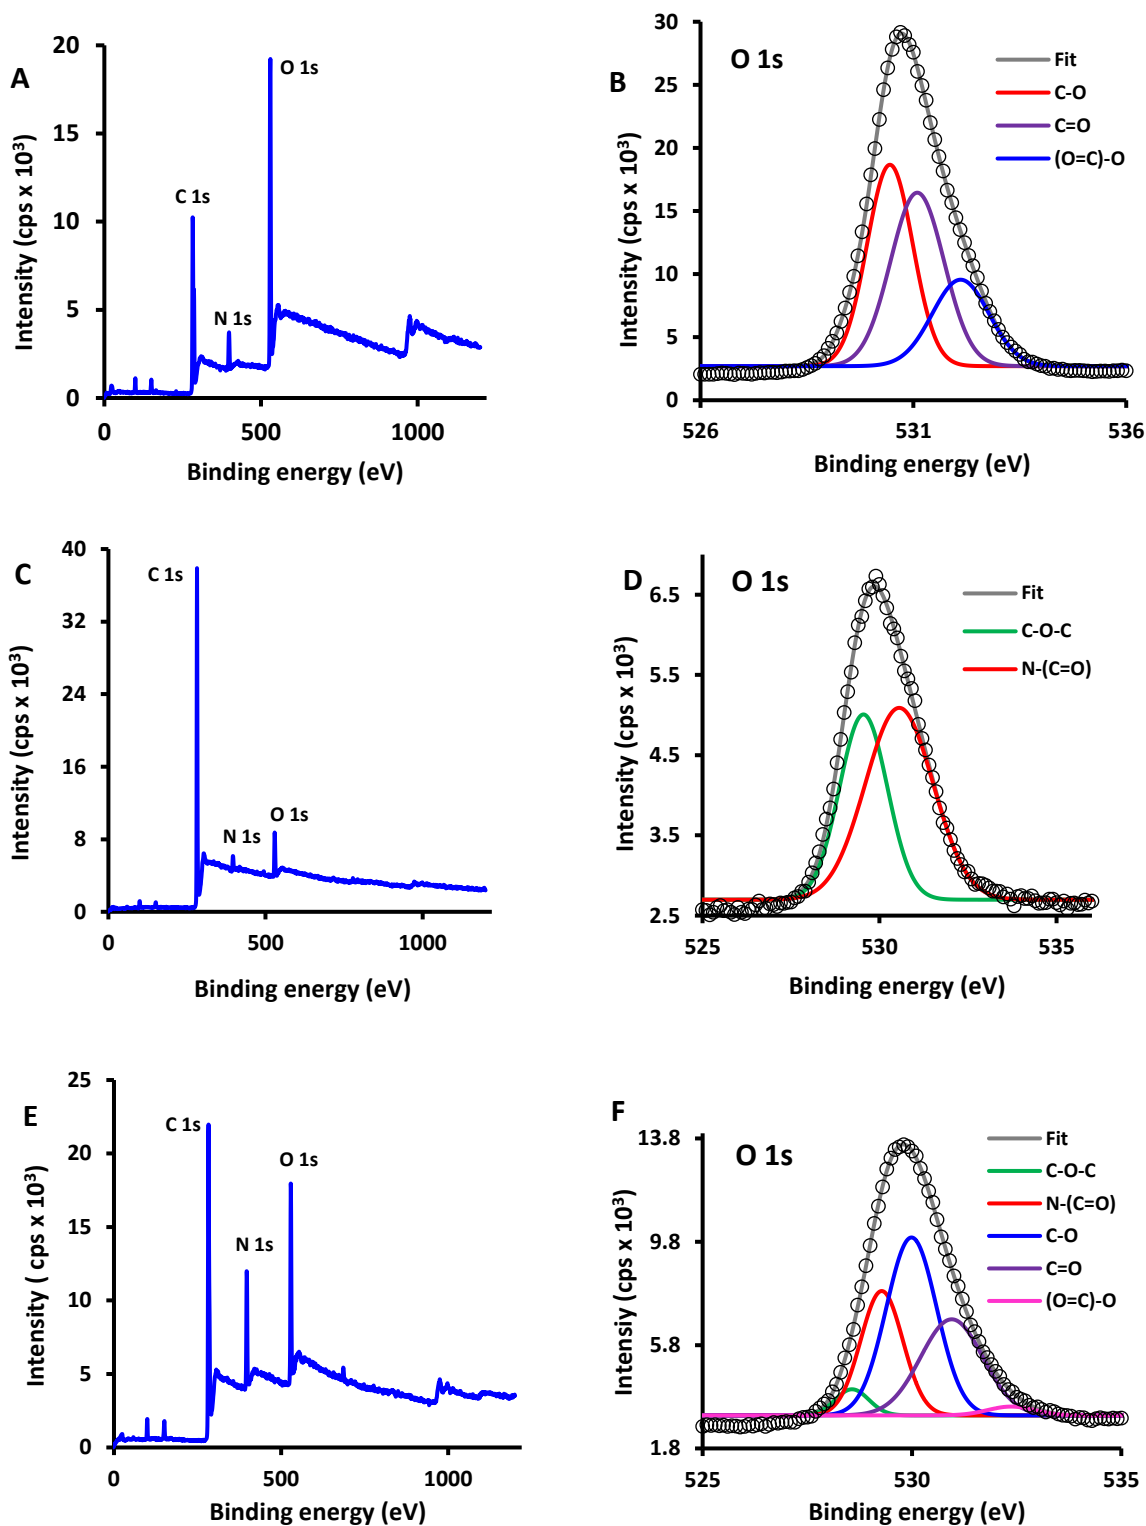 A
20
15
10
5
0
Intensity (cps x 10³)
O 1s
C 1s
N 1s
0 500 1000
Binding energy (eV)
B
O 1s
30
25
20
15
10
5
0
Intensity (cps x 10³)
Fit
C-O
C=O
(O=C)-O
526 531 536
Binding energy (eV)
C
40
32
24
16
8
0
Intensity (cps x 10³)
C 1s
N 1s
O 1s
0 500 1000
Binding energy (eV)
D
O 1s
6.5
5.5
4.5
3.5
2.5
Intensity (cps x 10³)
Fit
C-O-C
N-(C=O)
525 530 535
Binding energy (eV)
E
25
20
15
10
5
0
Intensity ( cps x 10³)
C 1s
O 1s
N 1s
0 500 1000
Binding energy (eV)
F
O 1s
13.8
9.8
5.8
1.8
Intensiy (cps x 10³)
Fit
C-O-C
N-(C=O)
C-O
C=O
(O=C)-O
525 530 535
Binding energy (eV)